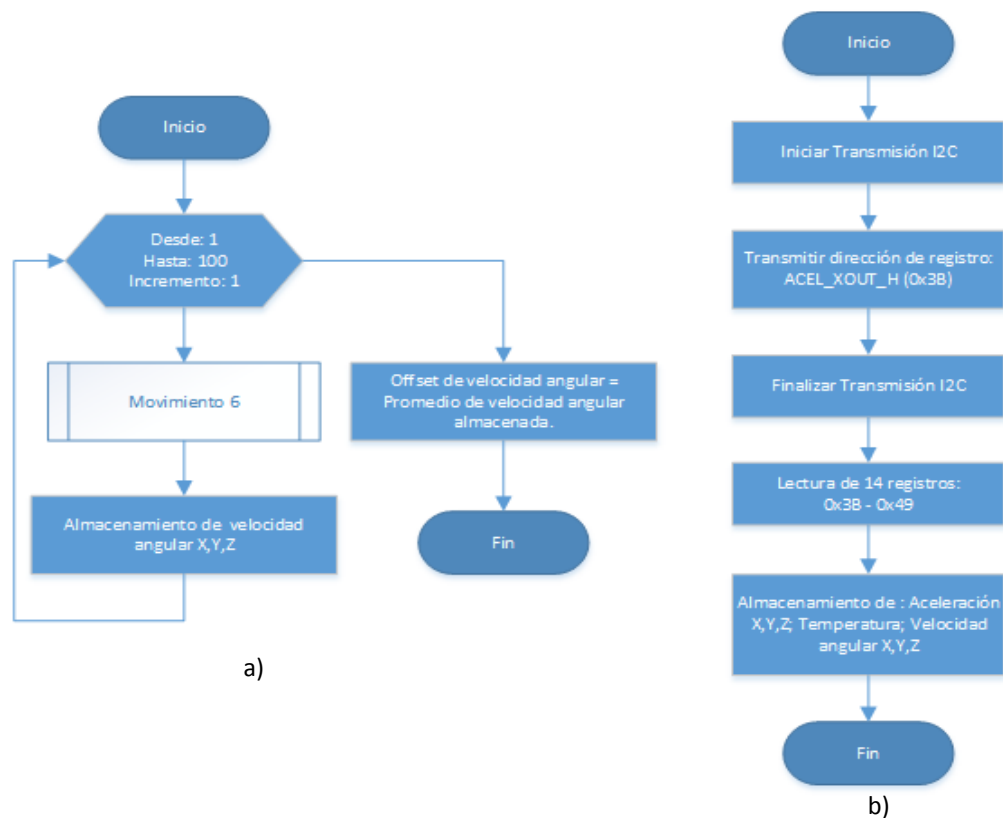 Inicio
Desde: 1
Hasta: 100
Incremento: 1
Movimiento 6
Almacenamiento de velocidad
angular X,Y,Z
Offset de velocidad angular =
Promedio de velocidad angular
almacenada.
Fin
a)
Inicio
Iniciar Transmisión I2C
Transmitir dirección de registro:
ACEL_XOUT_H (0x3B)
Finalizar Transmisión I2C
Lectura de 14 registros:
0x3B - 0x49
Almacenamiento de : Aceleración
X,Y,Z; Temperatura; Velocidad
angular X,Y,Z
Fin
b)